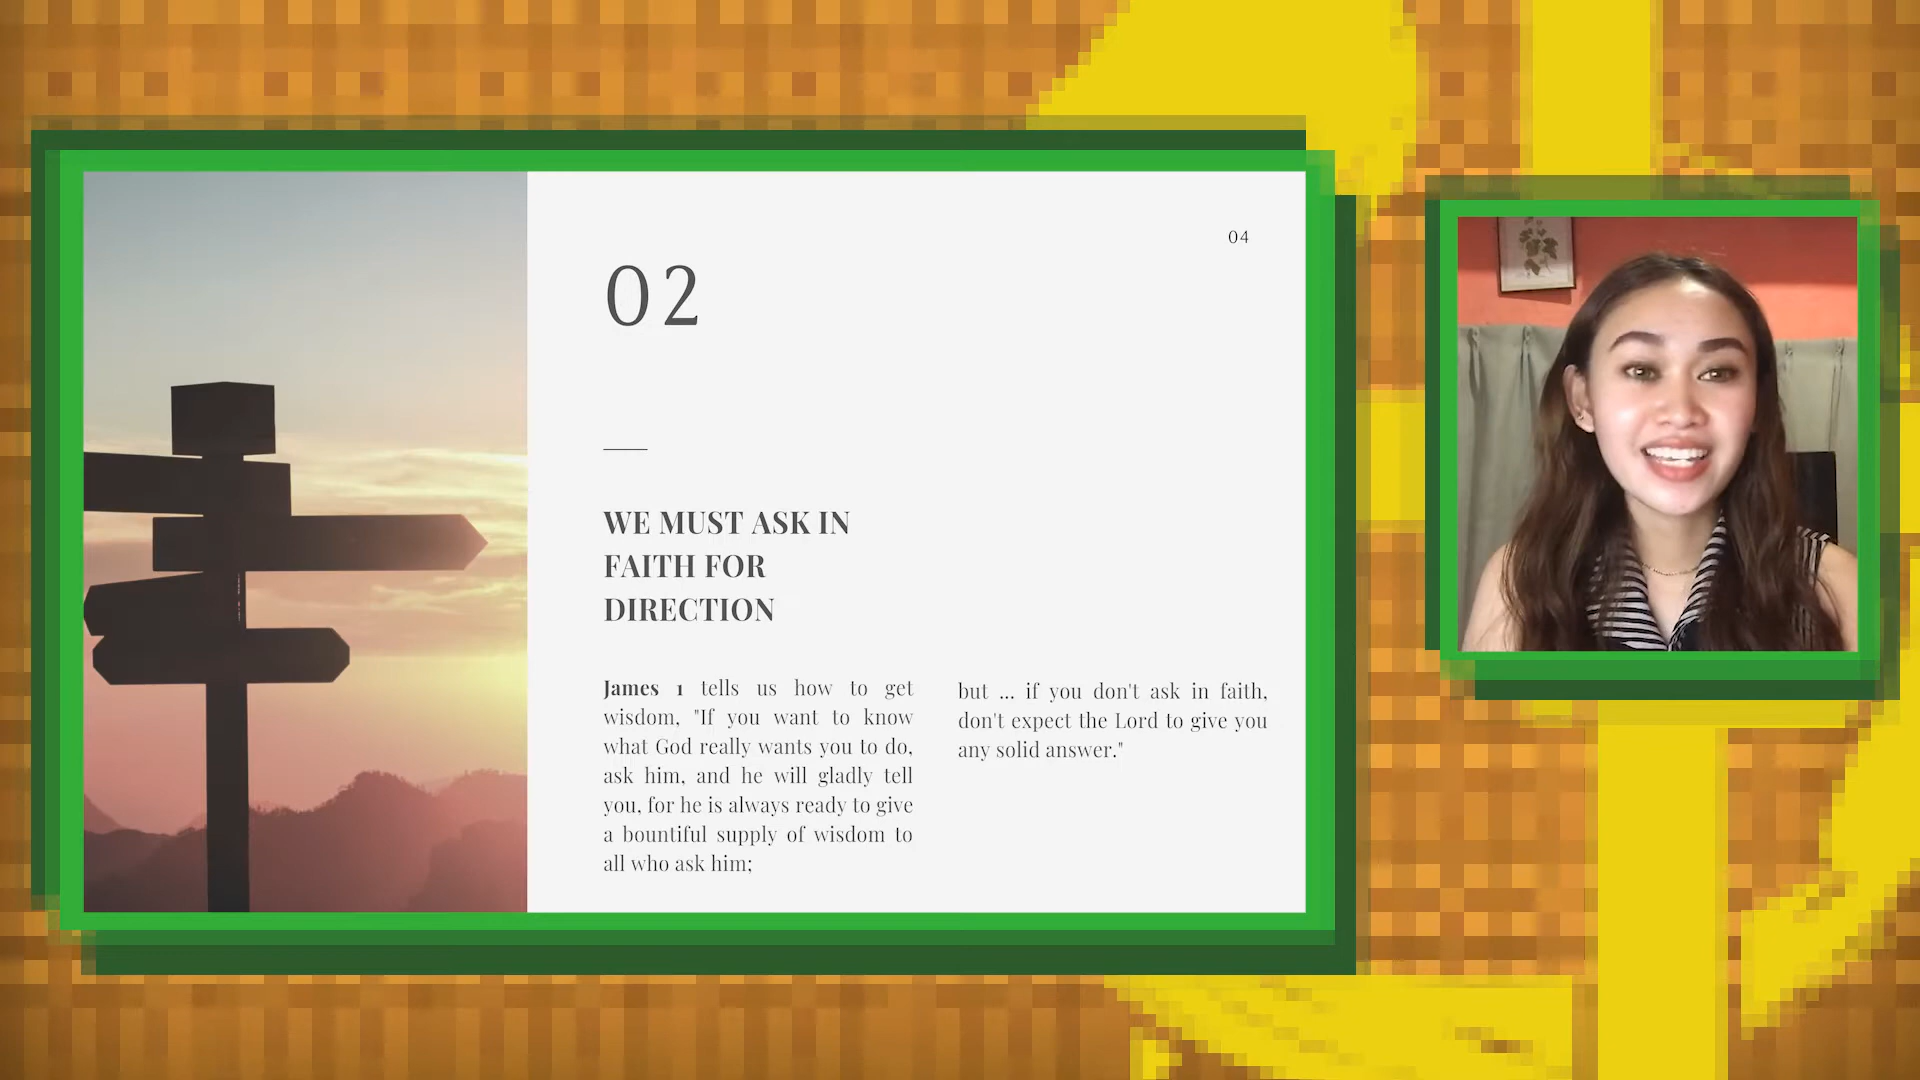 04
02
WE MUST ASK IN
FAITH FOR
DIRECTION
James 1 tells us how to get
wisdom, "If you want to know
what God really wants you to do,
ask him, and he will gladly tell
you, for he is always ready to give
a bountiful supply of wisdom to
all who ask him;
but ... if you don't ask in faith,
don't expect the Lord to give you
any solid answer."